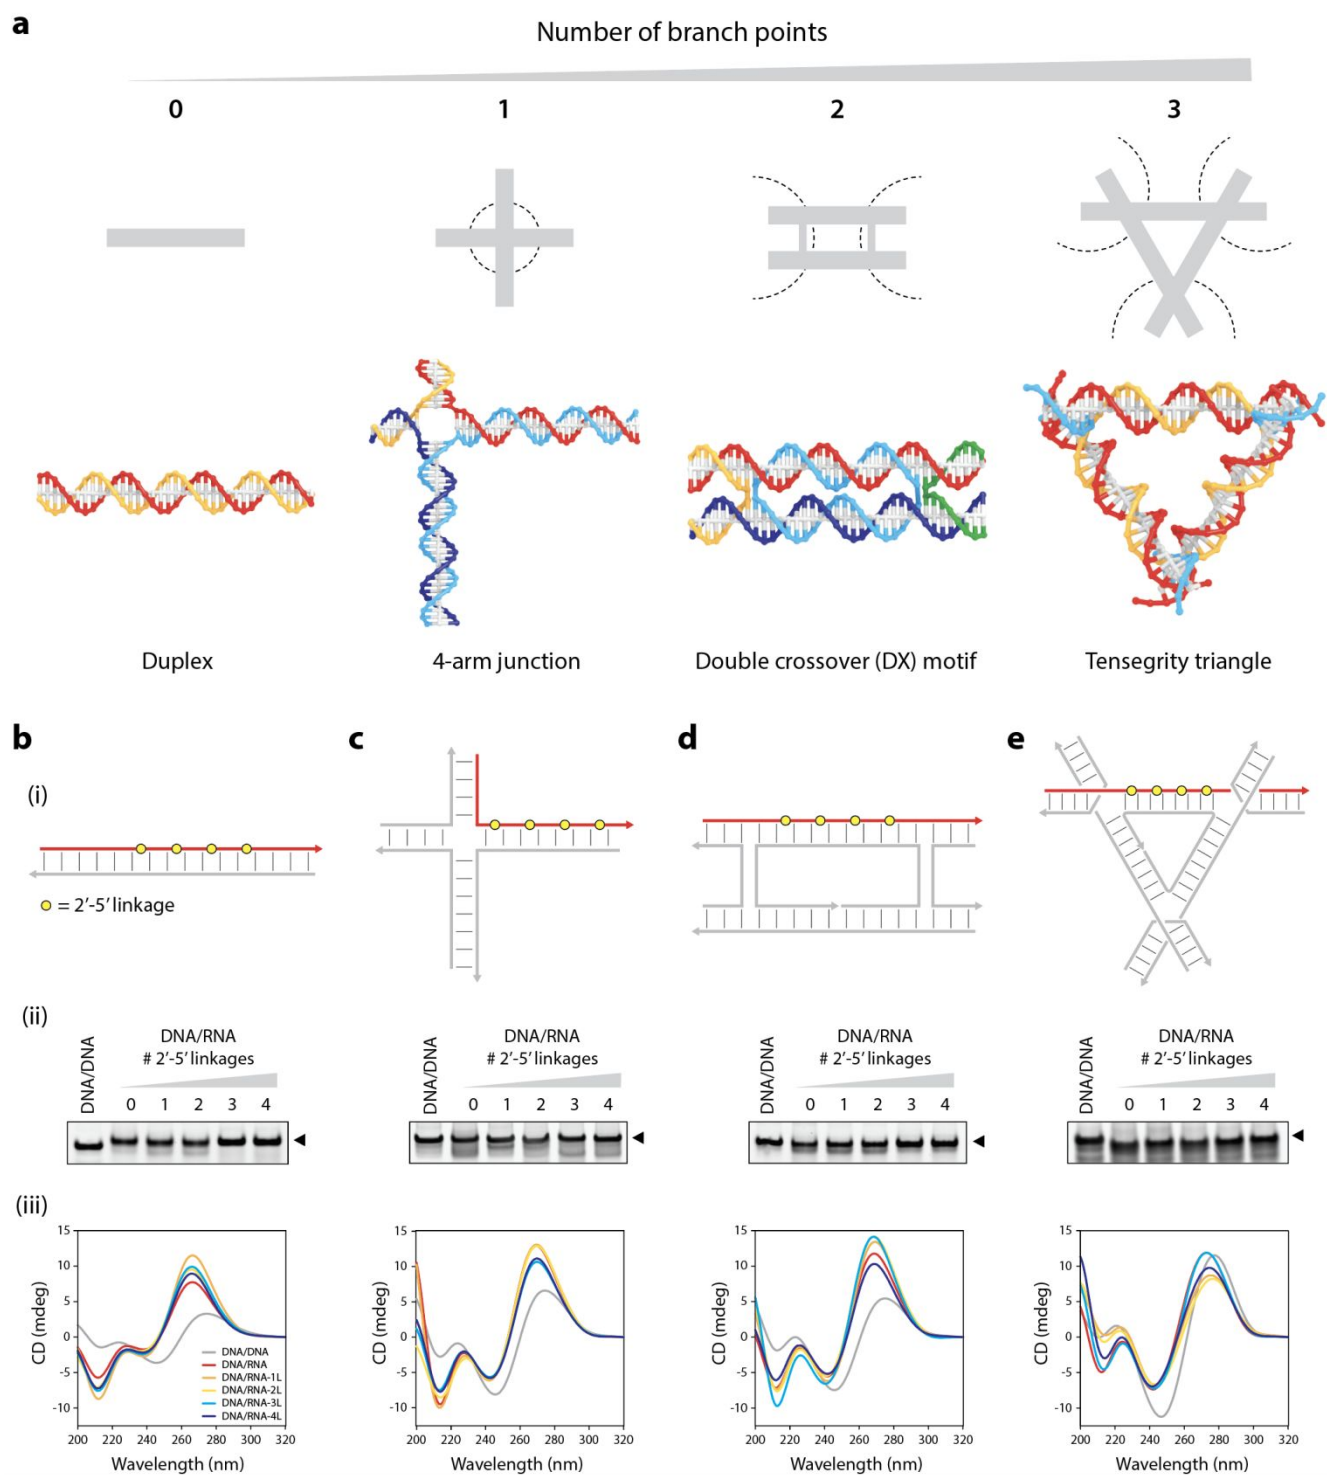 a
Number of branch points
0 1 2 3
Duplex 4-arm junction Double crossover (DX) motif Tensegrity triangle
b c d e
(i)
= 2′-5′ linkage
(ii)
DNA/DNA DNA/RNA # 2′-5′ linkages 0 1 2 3 4
DNA/DNA DNA/RNA # 2′-5′ linkages 0 1 2 3 4
DNA/DNA DNA/RNA # 2′-5′ linkages 0 1 2 3 4
DNA/DNA DNA/RNA # 2′-5′ linkages 0 1 2 3 4
(iii)
CD (mdeg)
15
10
5
0
-5
-10
DNA/DNA
DNA/RNA
DNA/RNA-1L
DNA/RNA-2L
DNA/RNA-3L
DNA/RNA-4L
200 220 240 260 280 300 320
Wavelength (nm)
CD (mdeg)
15
10
5
0
-5
-10
200 220 240 260 280 300 320
Wavelength (nm)
CD (mdeg)
15
10
5
0
-5
-10
200 220 240 260 280 300 320
Wavelength (nm)
CD (mdeg)
15
10
5
0
-5
-10
200 220 240 260 280 300 320
Wavelength (nm)